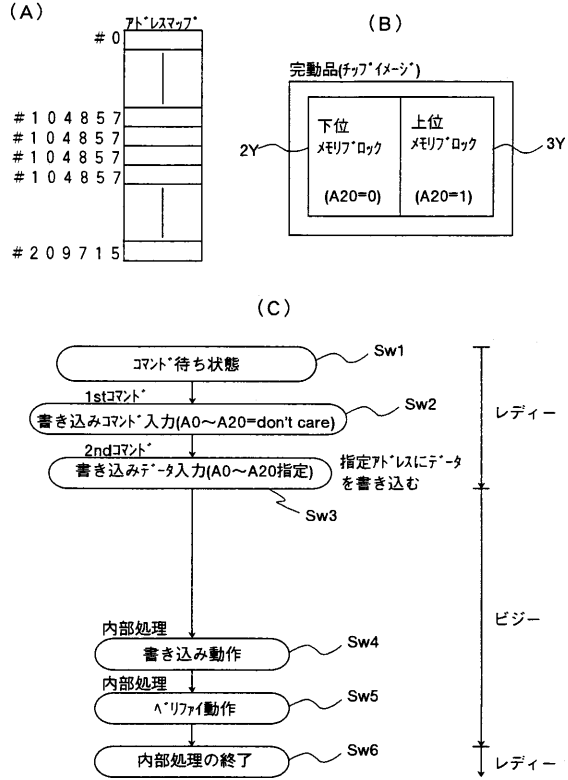 (A)
アドレスマップ
#0
#104857
#104857
#104857
#104857
#209715
(B)
完動品(チップイメージ)
下位
メモリブロック
(A20=0)
上位
メモリブロック
(A20=1)
2Y
3Y
(C)
コマンド待ち状態
Sw1
1stコマンド
書き込みコマンド入力(A0～A20=don't care)
Sw2
2ndコマンド
書き込みデータ入力(A0～A20指定)
Sw3
指定アドレスにデータ
を書き込む
レディー
内部処理
書き込み動作
Sw4
ビジー
内部処理
ベリファイ動作
Sw5
内部処理の終了
Sw6
レディー